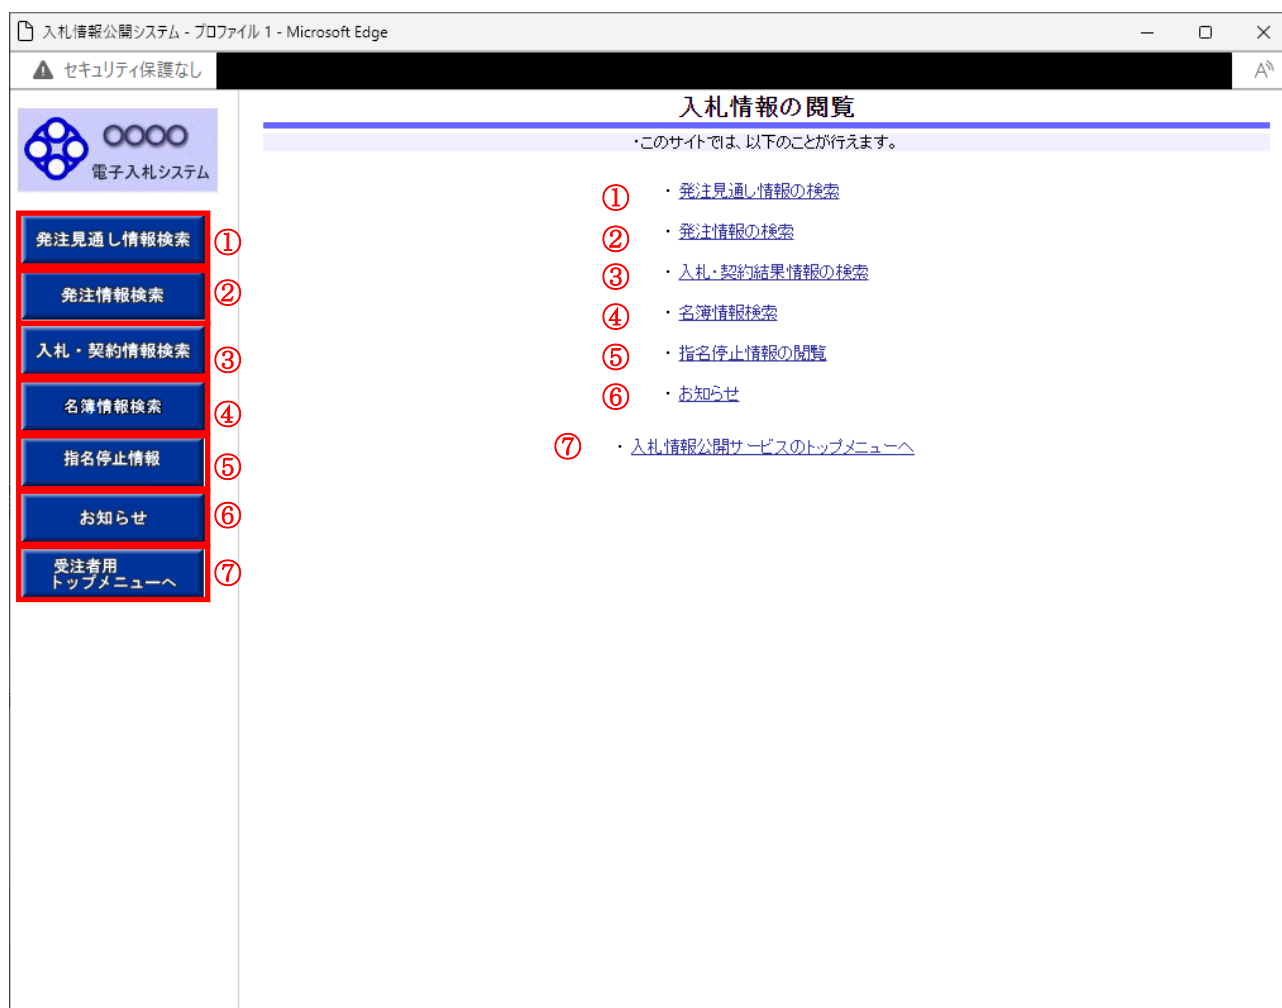 入札情報公開システム - プロファイル 1 - Microsoft Edge
セキュリティ保護なし
A
〇〇〇〇
電子入札システム
発注見通し情報検索 ①
発注情報検索 ②
入札・契約情報検索 ③
名簿情報検索 ④
指名停止情報 ⑤
お知らせ ⑥
受注者用
トップメニューへ ⑦
入札情報の閲覧
・このサイトでは、以下のことが行えます。
① ・発注見通し情報の検索
② ・発注情報の検索
③ ・入札・契約結果情報の検索
④ ・名簿情報検索
⑤ ・指名停止情報の閲覧
⑥ ・お知らせ
⑦ ・入札情報公開サービスのトップメニューへ